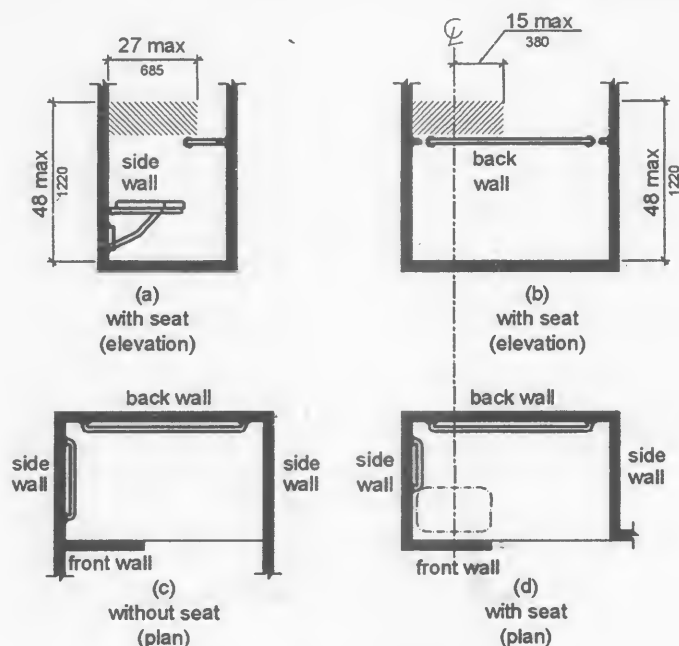 27 max
685
48 max
1220
side
wall
(a)
with seat
(elevation)
℄
15 max
380
back
wall
48 max
1220
(b)
with seat
(elevation)
back wall
side
wall
side
wall
front wall
(c)
without seat
(plan)
back wall
side
wall
side
wall
front wall
(d)
with seat
(plan)